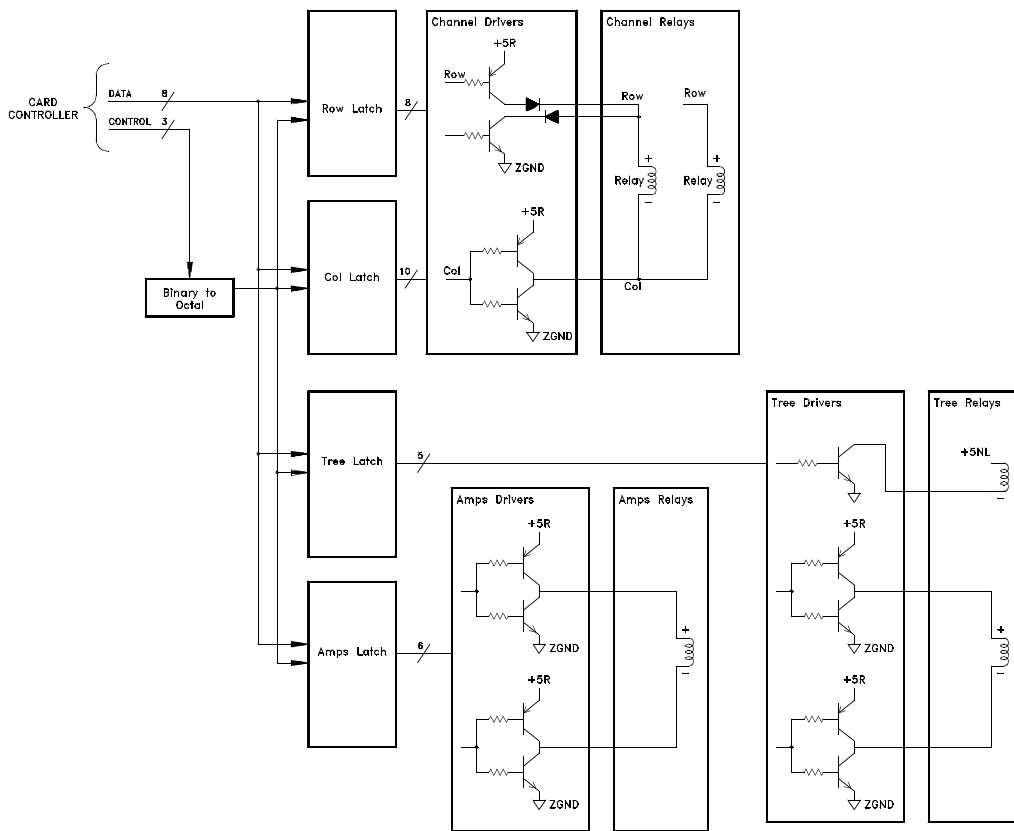 CARD
CONTROLLER
DATA 8
CONTROL 3
Binary to
Octal
Row Latch
8
Col Latch
10
Tree Latch
5
Amps Latch
6
Channel Drivers
+5R
Row
ZGND
+5R
Col
ZGND
Channel Relays
Row
Row
+
+
Relay
Relay
-
-
Col
Amps Drivers
+5R
ZGND
+5R
ZGND
Amps Relays
+
-
Tree Drivers
+5R
ZGND
+5R
ZGND
Tree Relays
+5NL
-
+
-